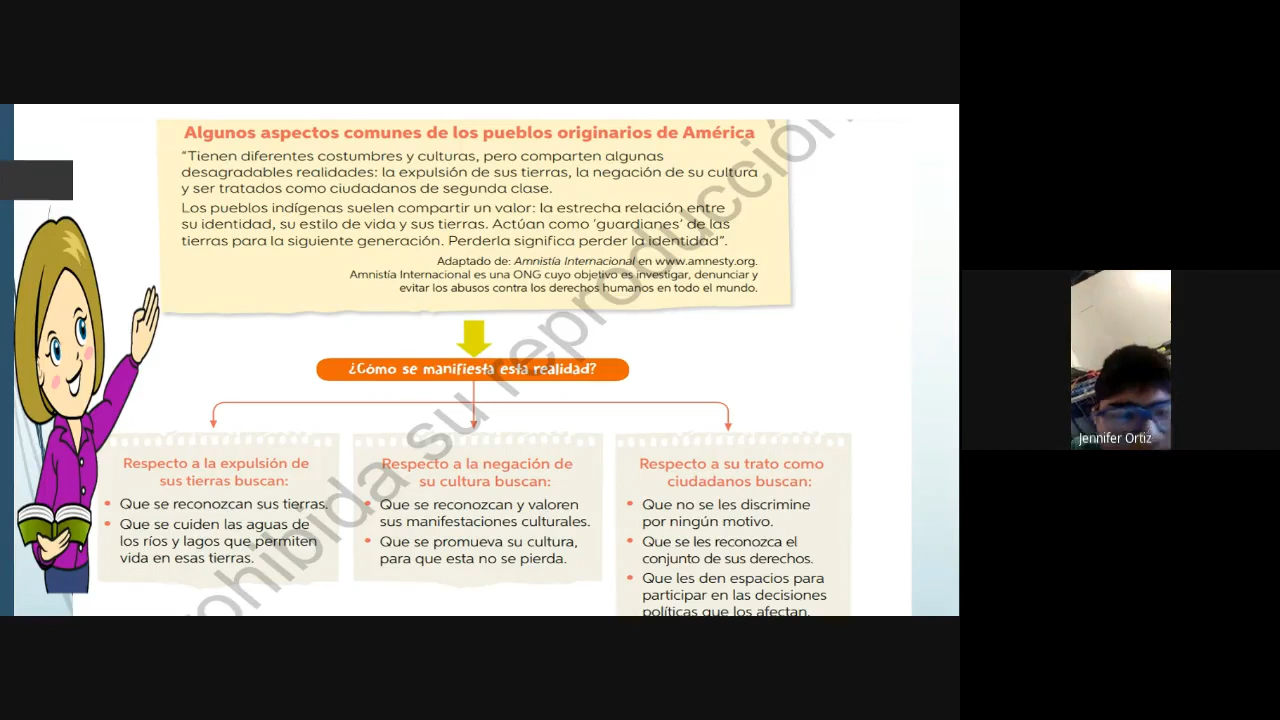 Algunos aspectos comunes de los pueblos originarios de América
“Tienen diferentes costumbres y culturas, pero comparten algunas
desagradables realidades: la expulsión de sus tierras, la negación de su cultura
y ser tratados como ciudadanos de segunda clase.
Los pueblos indígenas suelen compartir un valor: la estrecha relación entre
su identidad, su estilo de vida y sus tierras. Actúan como ‘guardianes’ de las
tierras para la siguiente generación. Perderla significa perder la identidad”.
Adaptado de: Amnistía Internacional en www.amnesty.org.
Amnistía Internacional es una ONG cuyo objetivo es investigar, denunciar y
evitar los abusos contra los derechos humanos en todo el mundo.
¿Cómo se manifiesta esta realidad?
Respecto a la expulsión de
sus tierras buscan:
• Que se reconozcan sus tierras.
• Que se cuiden las aguas de
los ríos y lagos que permiten
vida en esas tierras.
Respecto a la negación de
su cultura buscan:
• Que se reconozcan y valoren
sus manifestaciones culturales.
• Que se promueva su cultura,
para que esta no se pierda.
Respecto a su trato como
ciudadanos buscan:
• Que no se les discrimine
por ningún motivo.
• Que se les reconozca el
conjunto de sus derechos.
• Que les den espacios para
participar en las decisiones
políticas que los afectan.
ohibida su reproducción
Jennifer Ortiz